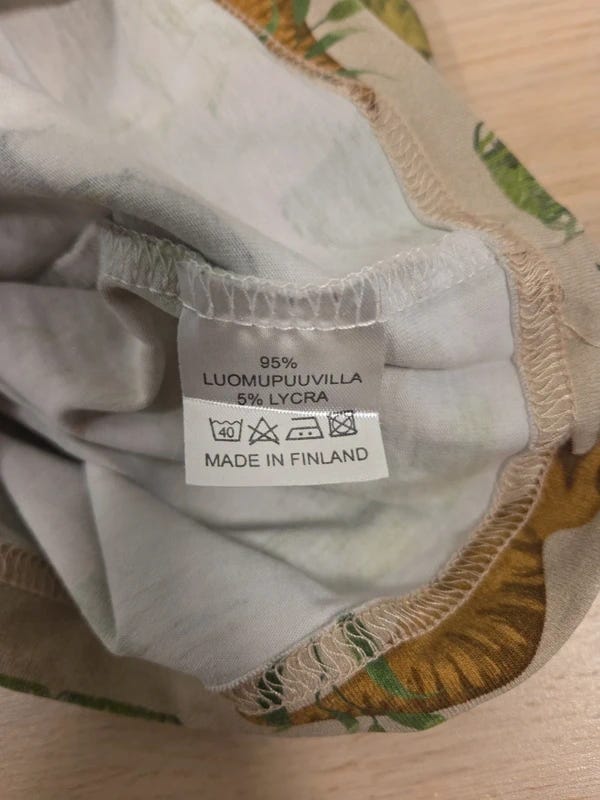 95%
LUOMUPUUVILLA
5% LYCRA
40
MADE IN FINLAND